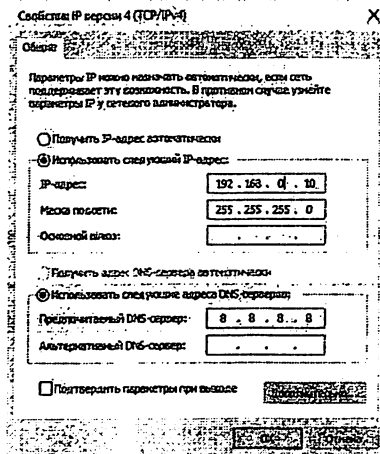 Свойства: IP версии 4 (TCP/IPv4)
Общие
Параметры IP можно назначать автоматически, если сеть
поддерживает эту возможность. В противном случае узнайте
параметры IP у сетевого администратора.
Получить IP-адрес автоматически
Использовать следующий IP-адрес:
IP-адрес: 192 . 168 . 0 . 10
Маска подсети: 255 . 255 . 255 . 0
Основной шлюз: . . .
Получить адрес DNS-сервера автоматически
Использовать следующие адреса DNS-серверов:
Предпочитаемый DNS-сервер: 8 . 8 . 8 . 8
Альтернативный DNS-сервер: . . .
Подтвердить параметры при выходе
Дополнительно...
ОК Отмена